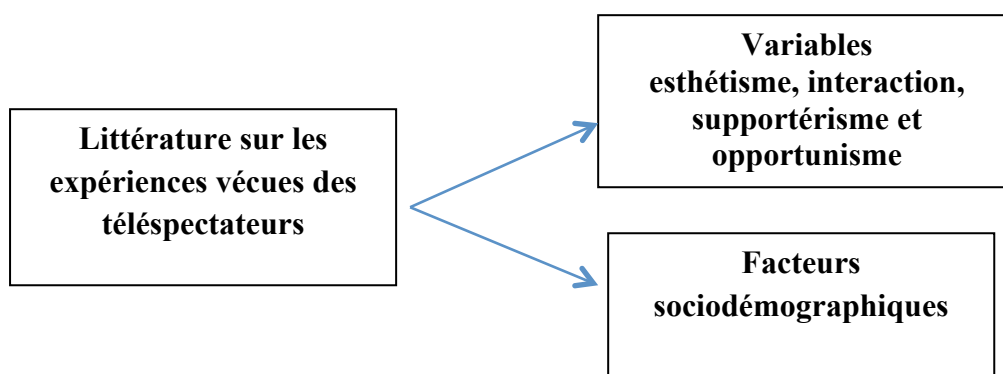 Littérature sur les
expériences vécues des
téléspectateurs
Variables
esthétisme, interaction,
supportérisme et
opportunisme
Facteurs
sociodémographiques